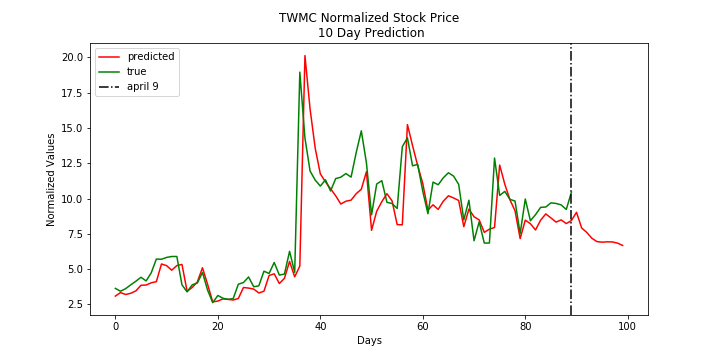 TWMC Normalized Stock Price
10 Day Prediction
predicted
true
april 9
Normalized Values
20.0
17.5
15.0
12.5
10.0
7.5
5.0
2.5
0
20
40
60
80
100
Days